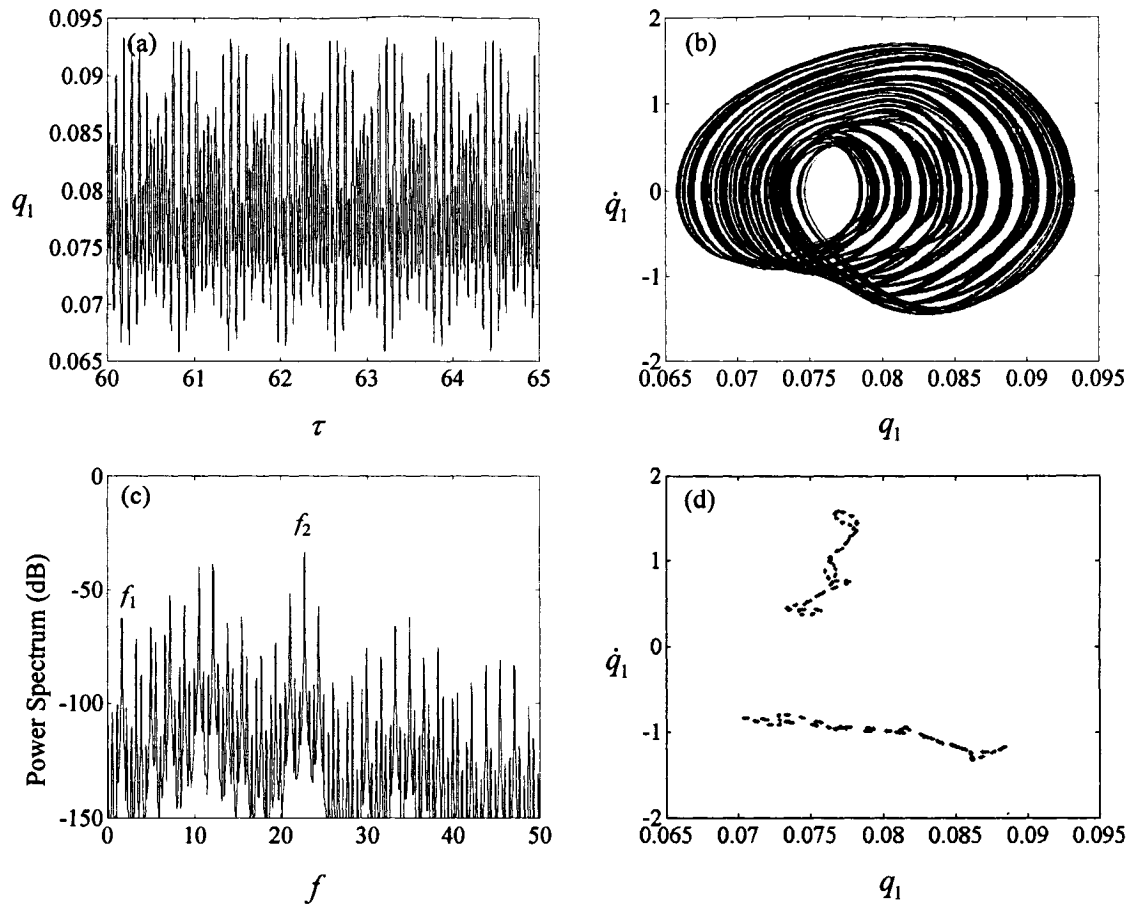 (a)
0.095
0.09
0.085
0.08
0.075
0.07
0.065
q₁
60 61 62 63 64 65
τ
(b)
2
1
0
-1
-2
q̇₁
0.065 0.07 0.075 0.08 0.085 0.09 0.095
q₁
(c)
0
-50
-100
-150
Power Spectrum (dB)
f₁
f₂
0 10 20 30 40 50
f
(d)
2
1
0
-1
-2
q̇₁
0.065 0.07 0.075 0.08 0.085 0.09 0.095
q₁